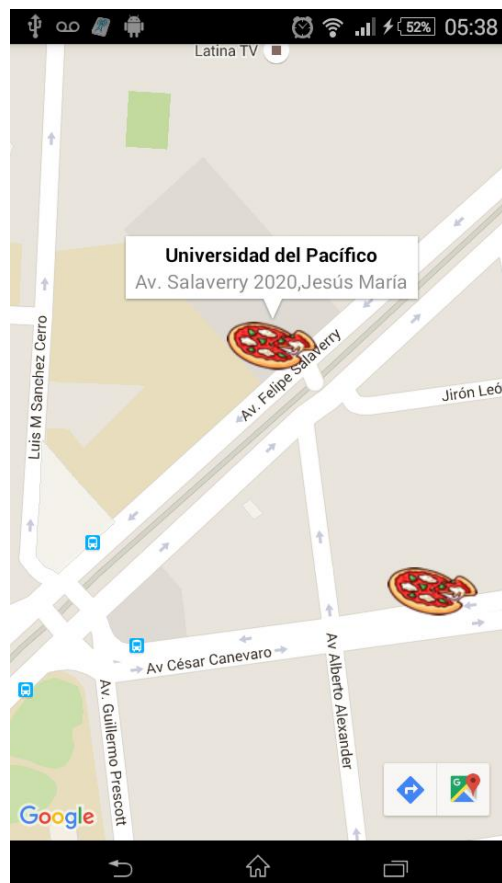 52% 05:38
Latina TV
Universidad del Pacífico
Av. Salaverry 2020,Jesús María
Av. Felipe Salaverry
Luis M Sanchez Cerro
Jirón Leó
Av César Canevaro
Av Alberto Alexander
Av. Guillermo Prescott
G
Google